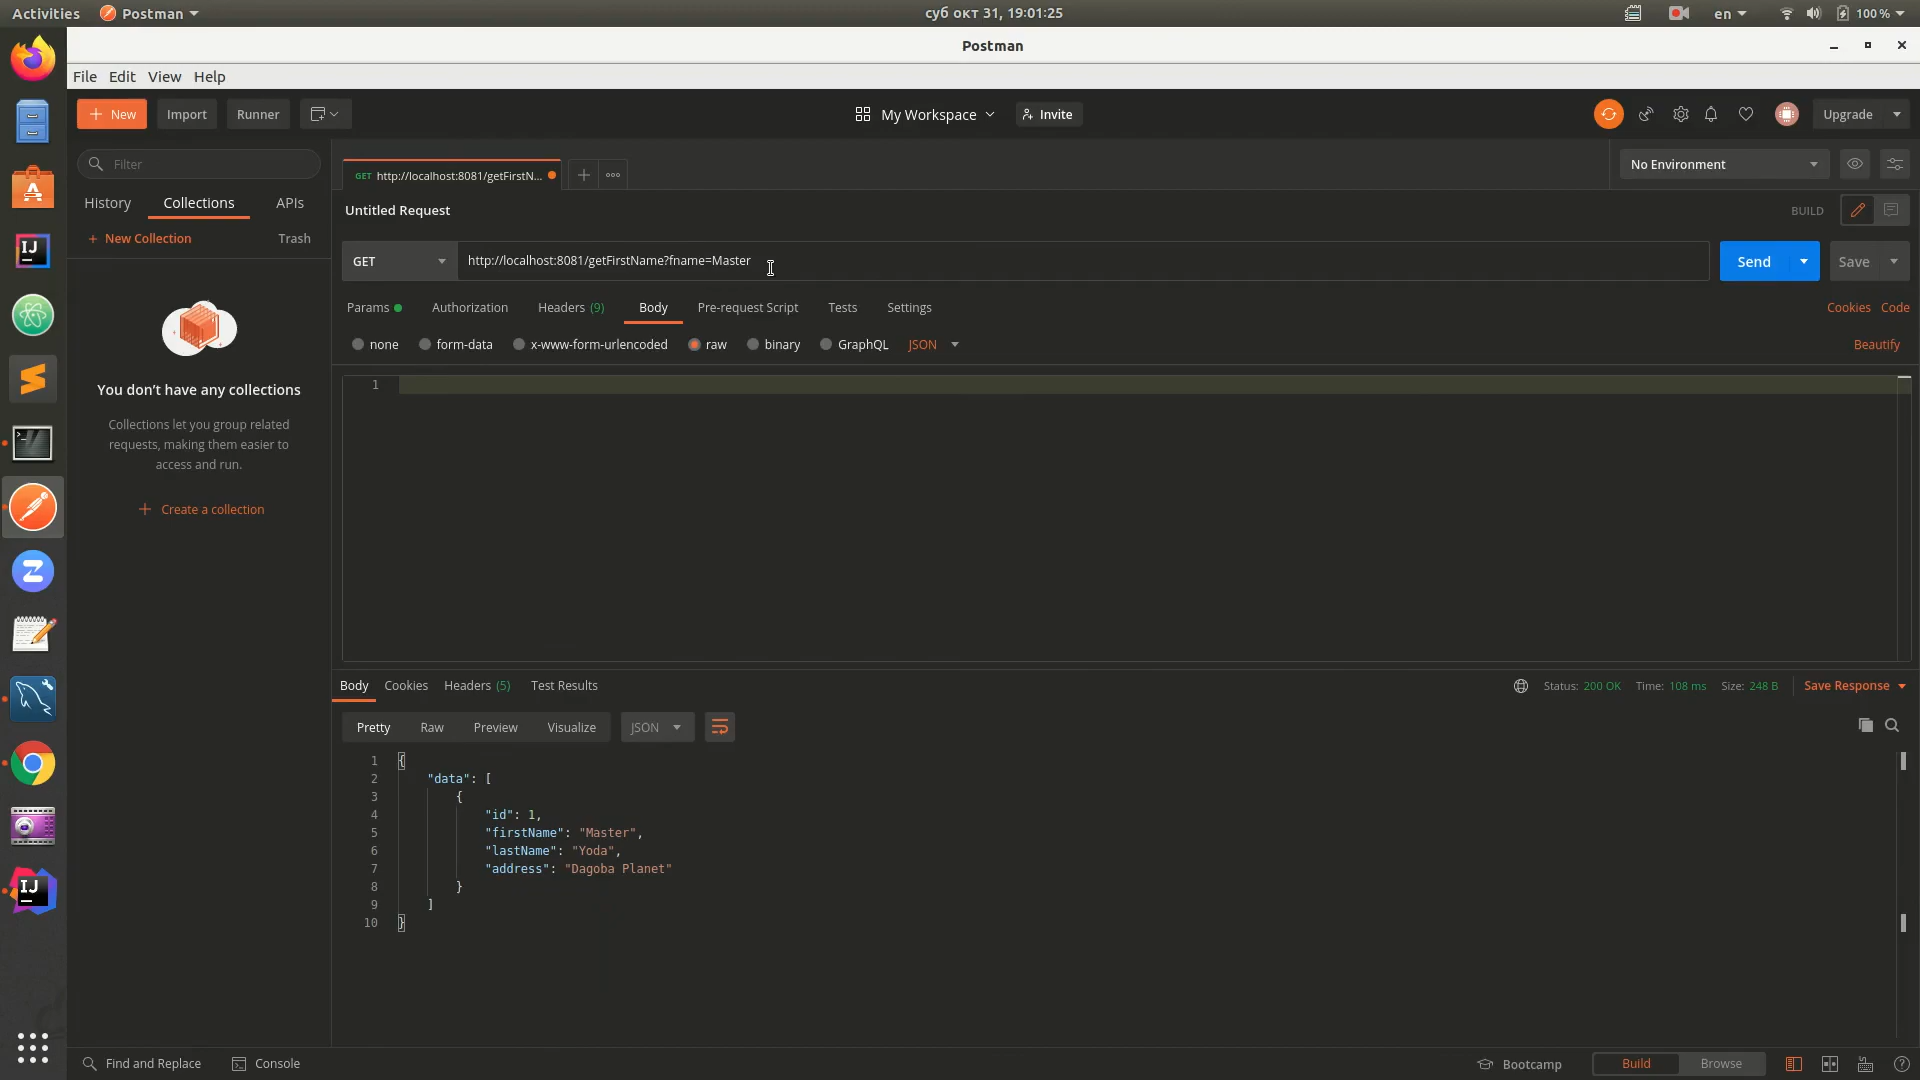 Activities Postman суб окт 31, 19:01:25 en 100 %
Postman
File Edit View Help
New Import Runner My Workspace Invite Upgrade
Filter
GET http://localhost:8081/getFirstN... No Environment
History Collections APIs
Untitled Request BUILD
New Collection Trash
GET http://localhost:8081/getFirstName?fname=Master Send Save
Params Authorization Headers (9) Body Pre-request Script Tests Settings Cookies Code
none form-data x-www-form-urlencoded raw binary GraphQL JSON Beautify
1
You don’t have any collections
Collections let you group related
requests, making them easier to
access and run.
Create a collection
Body Cookies Headers (5) Test Results Status: 200 OK Time: 108 ms Size: 248 B Save Response
Pretty Raw Preview Visualize JSON
1 {
2 "data": [
3 {
4 "id": 1,
5 "firstName": "Master",
6 "lastName": "Yoda",
7 "address": "Dagoba Planet"
8 }
9 ]
10 }
Find and Replace Console Bootcamp Build Browse